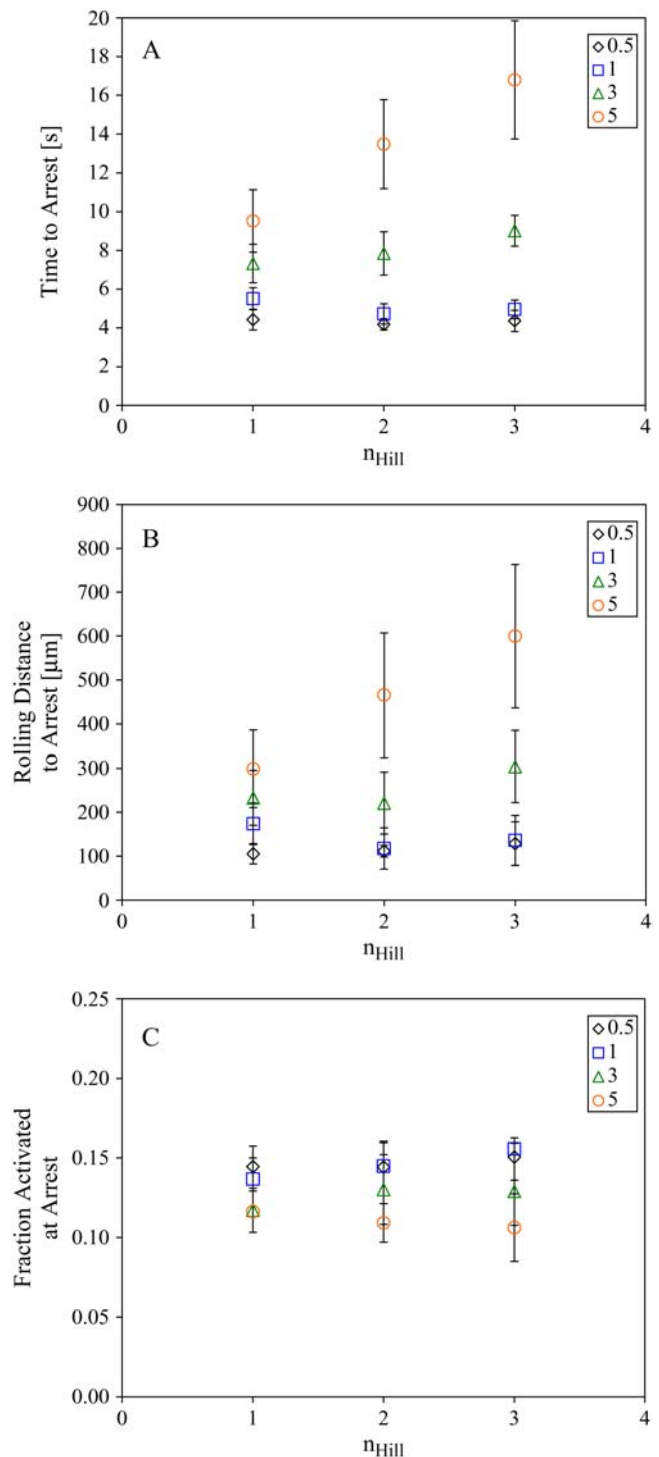 A
0.5
1
3
5
20
18
16
14
12
10
8
6
4
2
0
Time to Arrest [s]
0 1 2 3 4
nHill
B
0.5
1
3
5
900
800
700
600
500
400
300
200
100
0
Rolling Distance
to Arrest [µm]
0 1 2 3 4
nHill
C
0.5
1
3
5
0.25
0.20
0.15
0.10
0.05
0.00
Fraction Activated
at Arrest
0 1 2 3 4
nHill